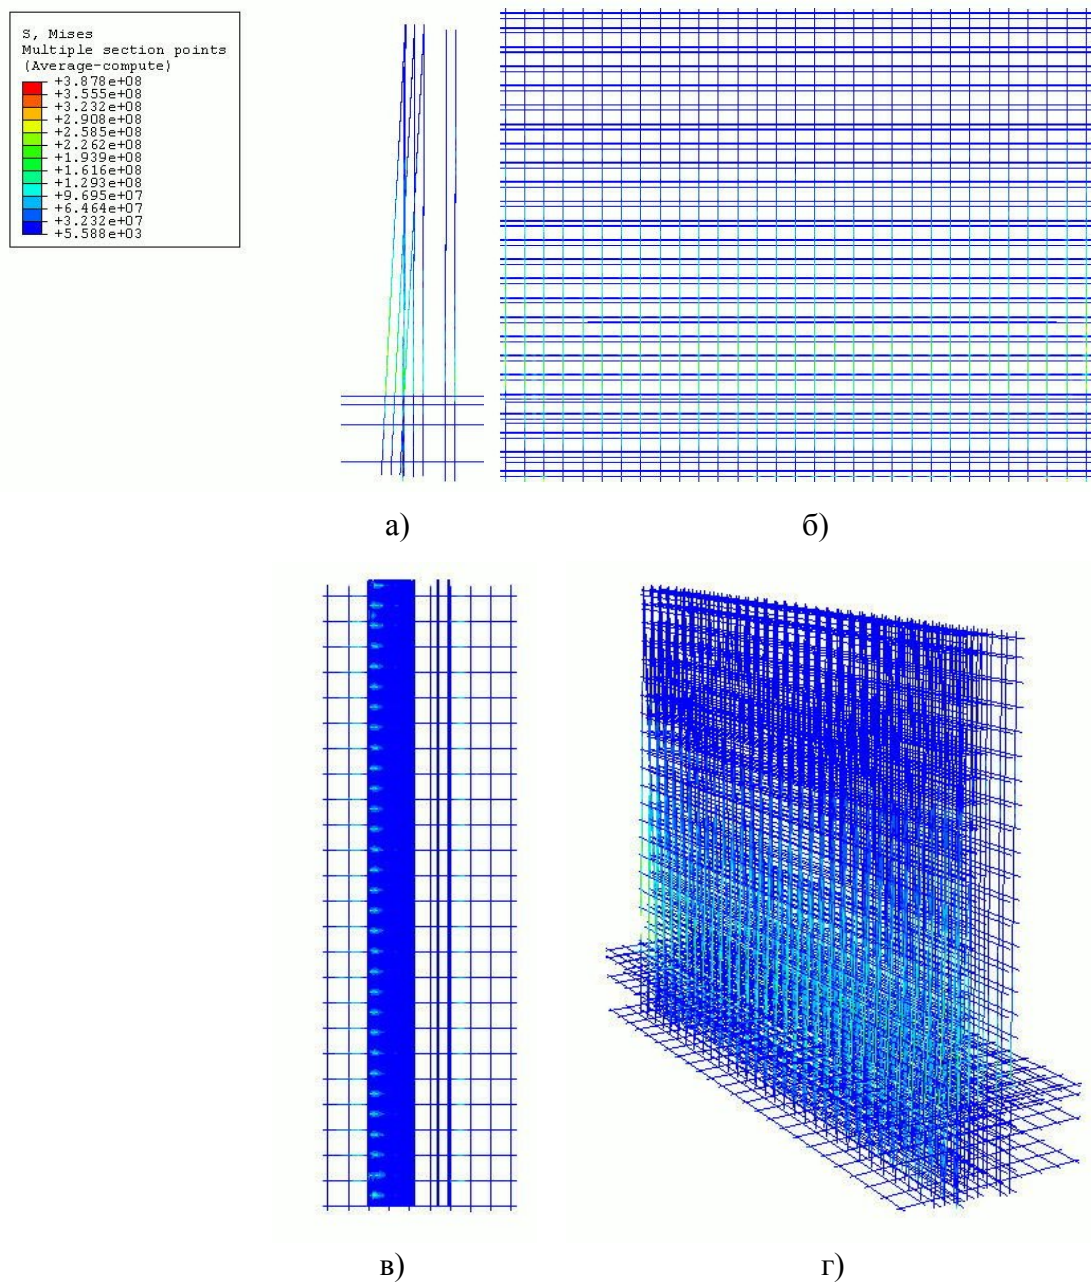 S, Mises
Multiple section points
(Average-compute)
+3.878e+08
+3.555e+08
+3.232e+08
+2.908e+08
+2.585e+08
+2.262e+08
+1.939e+08
+1.616e+08
+1.293e+08
+9.695e+07
+6.464e+07
+3.232e+07
+5.588e+03
а)
б)
в)
г)